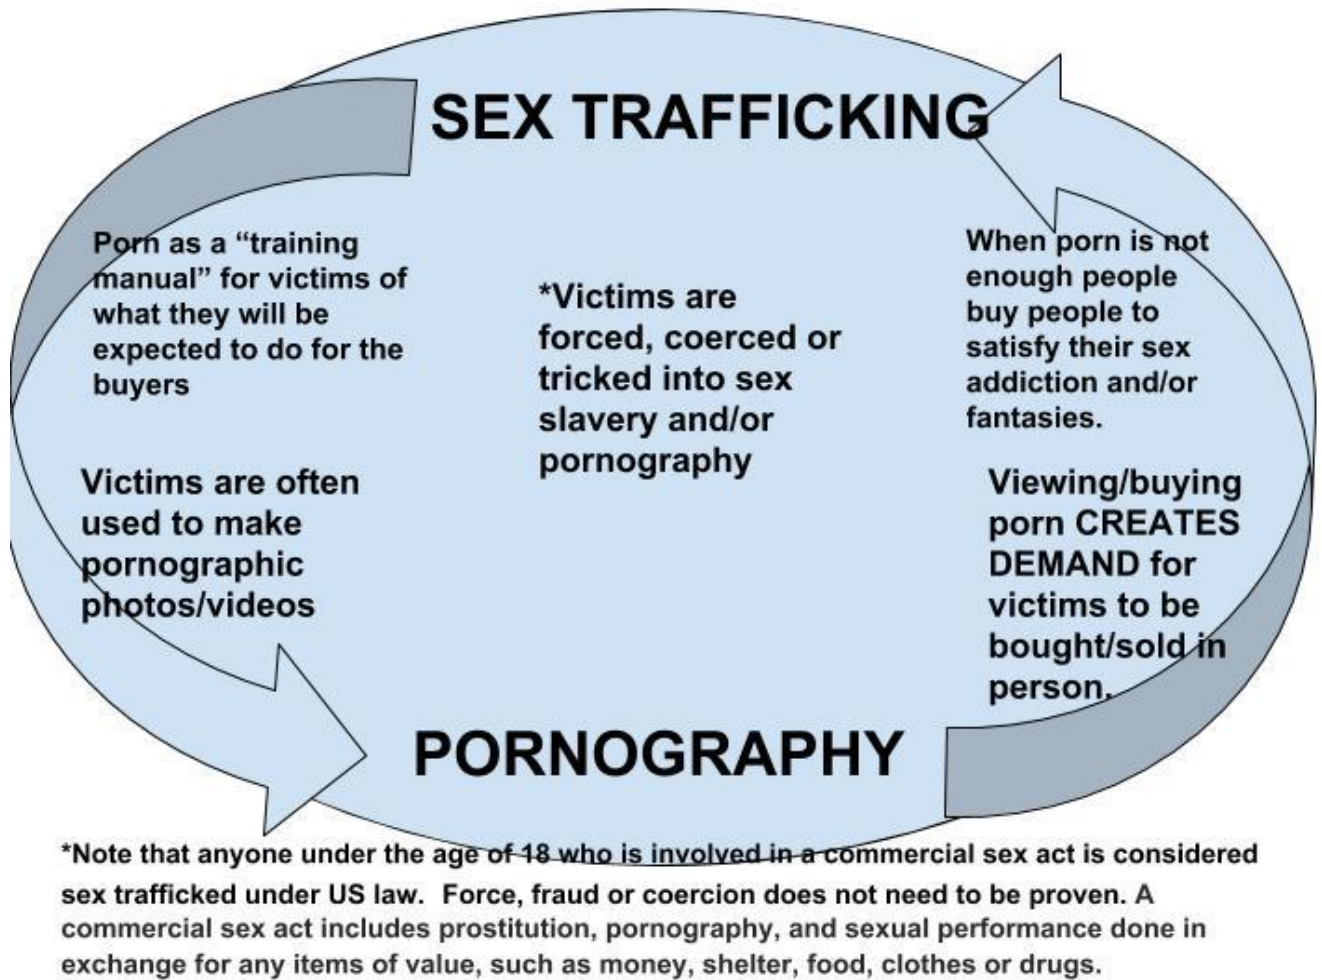 SEX TRAFFICKING
Porn as a “training
manual” for victims of
what they will be
expected to do for the
buyers
*Victims are
forced, coerced or
tricked into sex
slavery and/or
pornography
When porn is not
enough people
buy people to
satisfy their sex
addiction and/or
fantasies.
Victims are often
used to make
pornographic
photos/videos
Viewing/buying
porn CREATES
DEMAND for
victims to be
bought/sold in
person.
PORNOGRAPHY
*Note that anyone under the age of 18 who is involved in a commercial sex act is considered
sex trafficked under US law.  Force, fraud or coercion does not need to be proven. A
commercial sex act includes prostitution, pornography, and sexual performance done in
exchange for any items of value, such as money, shelter, food, clothes or drugs.